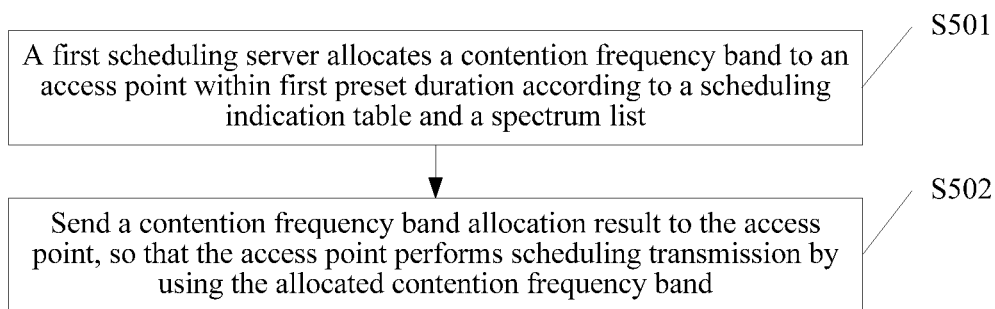 S501
A first scheduling server allocates a contention frequency band to an
access point within first preset duration according to a scheduling
indication table and a spectrum list
S502
Send a contention frequency band allocation result to the access
point, so that the access point performs scheduling transmission by
using the allocated contention frequency band